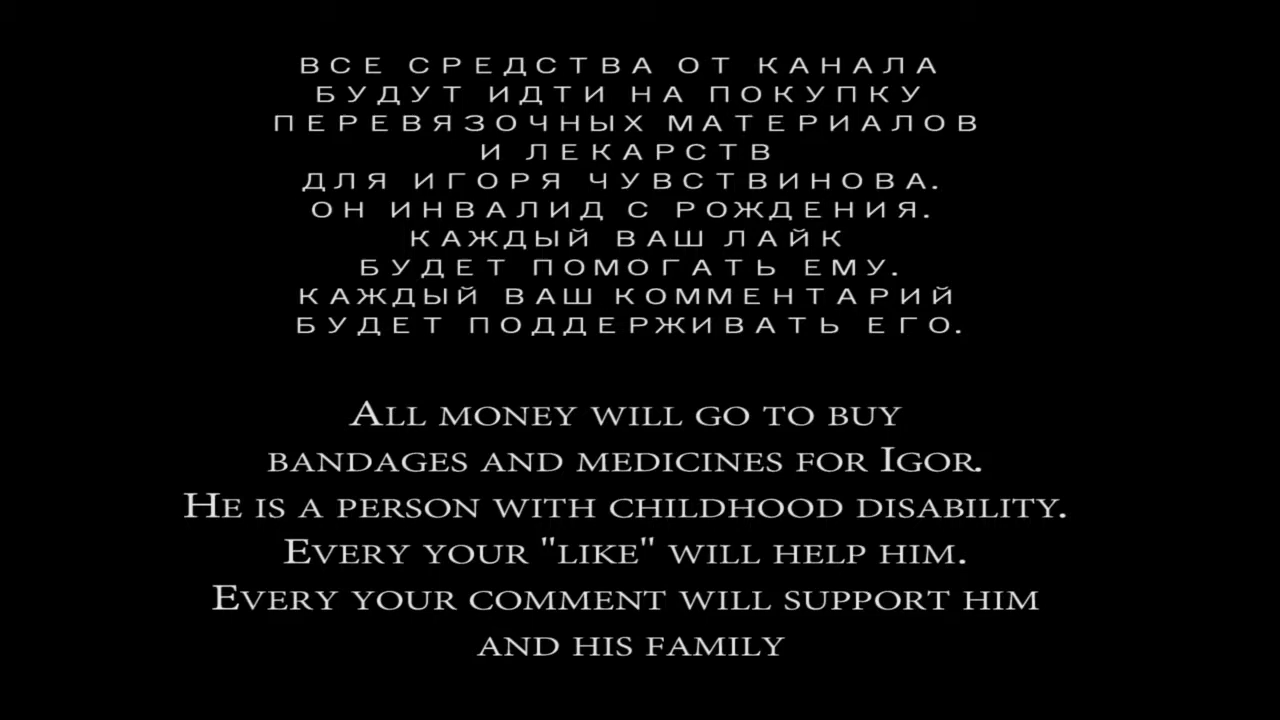 ВСЕ СРЕДСТВА ОТ КАНАЛА
БУДУТ ИДТИ НА ПОКУПКУ
ПЕРЕВЯЗОЧНЫХ МАТЕРИАЛОВ
И ЛЕКАРСТВ
ДЛЯ ИГОРЯ ЧУВСТВИНОВА.
ОН ИНВАЛИД С РОЖДЕНИЯ.
КАЖДЫЙ ВАШ ЛАЙК
БУДЕТ ПОМОГАТЬ ЕМУ.
КАЖДЫЙ ВАШ КОММЕНТАРИЙ
БУДЕТ ПОДДЕРЖИВАТЬ ЕГО.
ALL MONEY WILL GO TO BUY
BANDAGES AND MEDICINES FOR IGOR.
HE IS A PERSON WITH CHILDHOOD DISABILITY.
EVERY YOUR "LIKE" WILL HELP HIM.
EVERY YOUR COMMENT WILL SUPPORT HIM
AND HIS FAMILY